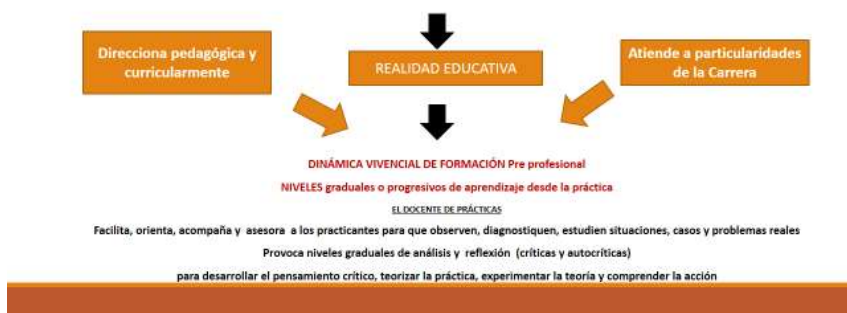 Direcciona pedagógica y
curricularmente
REALIDAD EDUCATIVA
Atiende a particularidades
de la Carrera
DINÁMICA VIVENCIAL DE FORMACIÓN Pre profesional
NIVELES graduales o progresivos de aprendizaje desde la práctica
EL DOCENTE DE PRÁCTICAS
Facilita, orienta, acompaña y asesora a los practicantes para que observen, diagnostiquen, estudien situaciones, casos y problemas reales
Provoca niveles graduales de análisis y reflexión (críticas y autocríticas)
para desarrollar el pensamiento crítico, teorizar la práctica, experimentar la teoría y comprender la acción